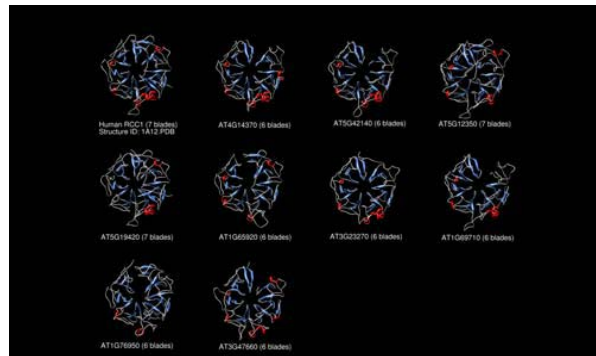 Human RCC1 (7 blades)
Structure ID: 1A12.PDB
AT4G14370 (6 blades)
AT5G42140 (6 blades)
AT5G12350 (7 blades)
AT5G19420 (7 blades)
AT1G65920 (6 blades)
AT3G23270 (6 blades)
AT1G69710 (6 blades)
AT1G76950 (6 blades)
AT3G47660 (6 blades)